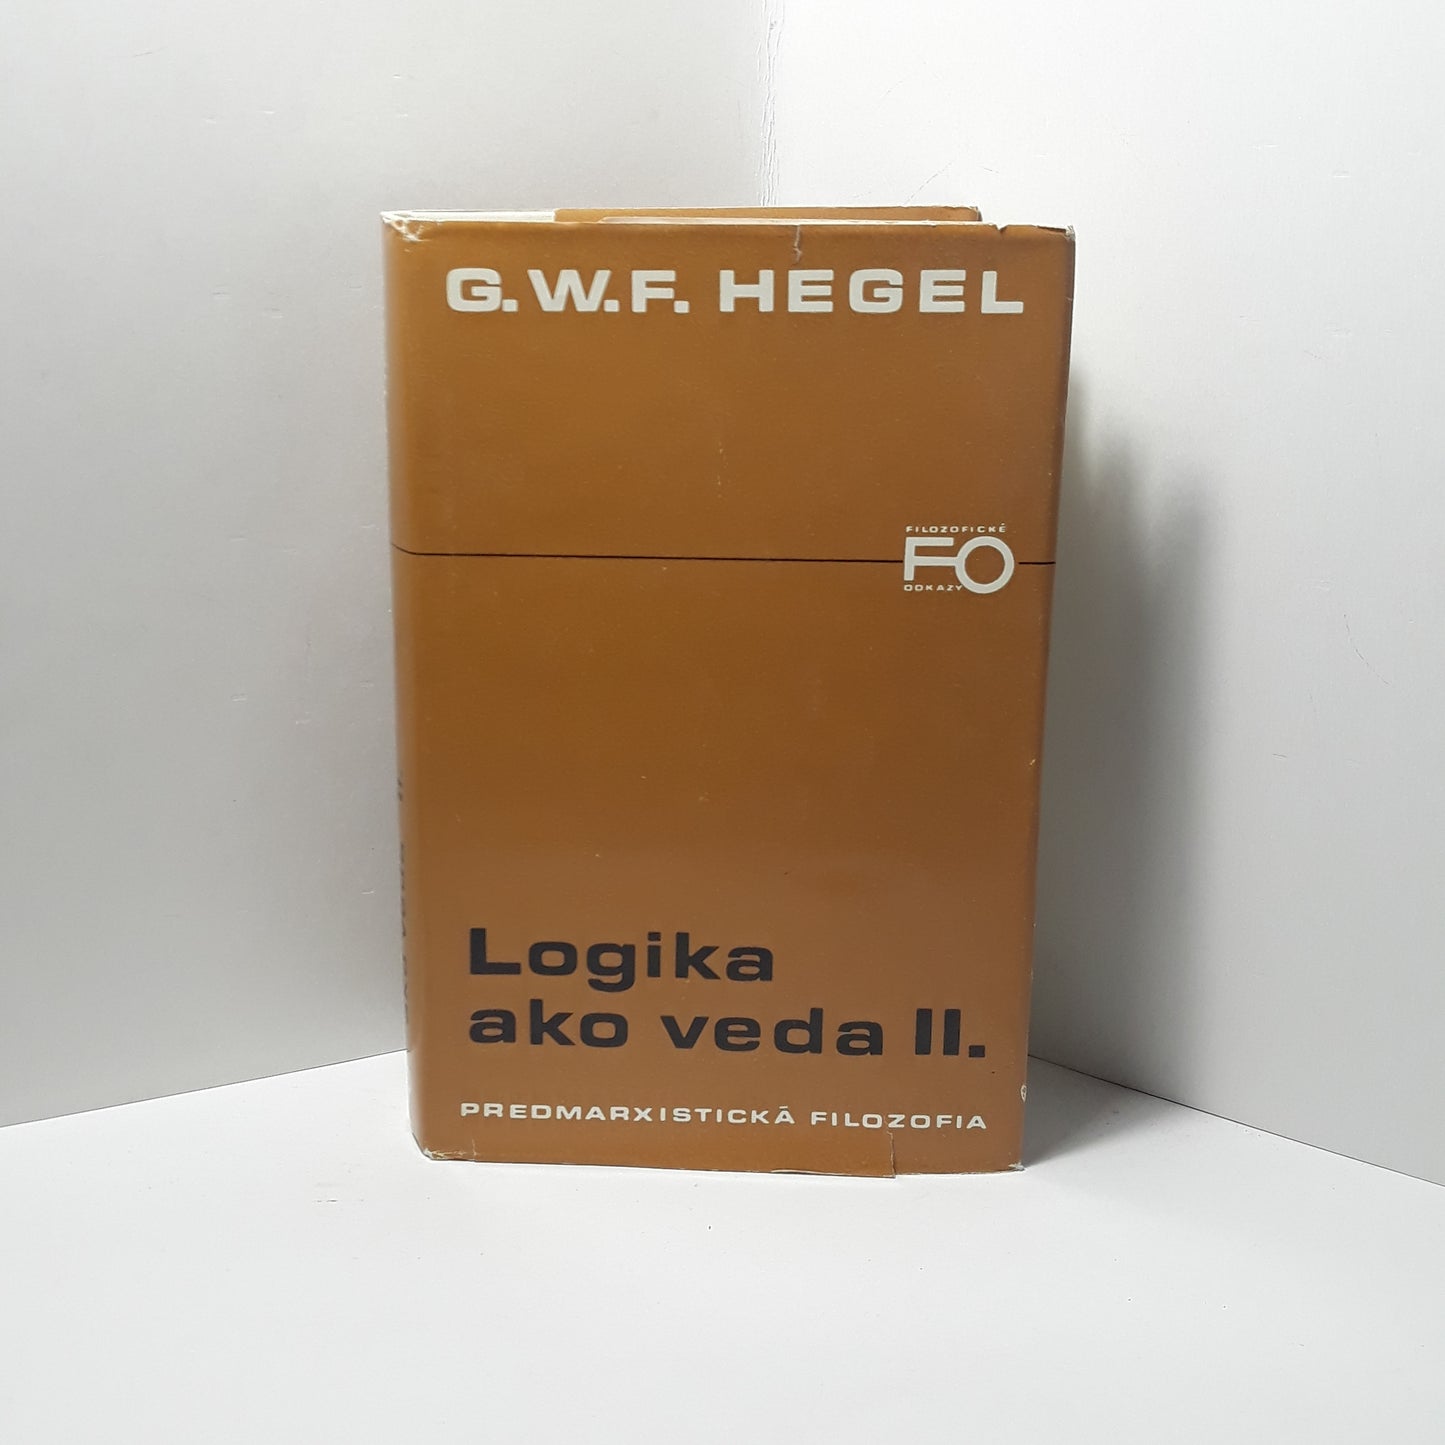 G.W.F. HEGEL
FILOZOFICKÉ
FO
ODKAZY
Logika
ako veda II.
PREDMARXISTICKÁ FILOZOFIA